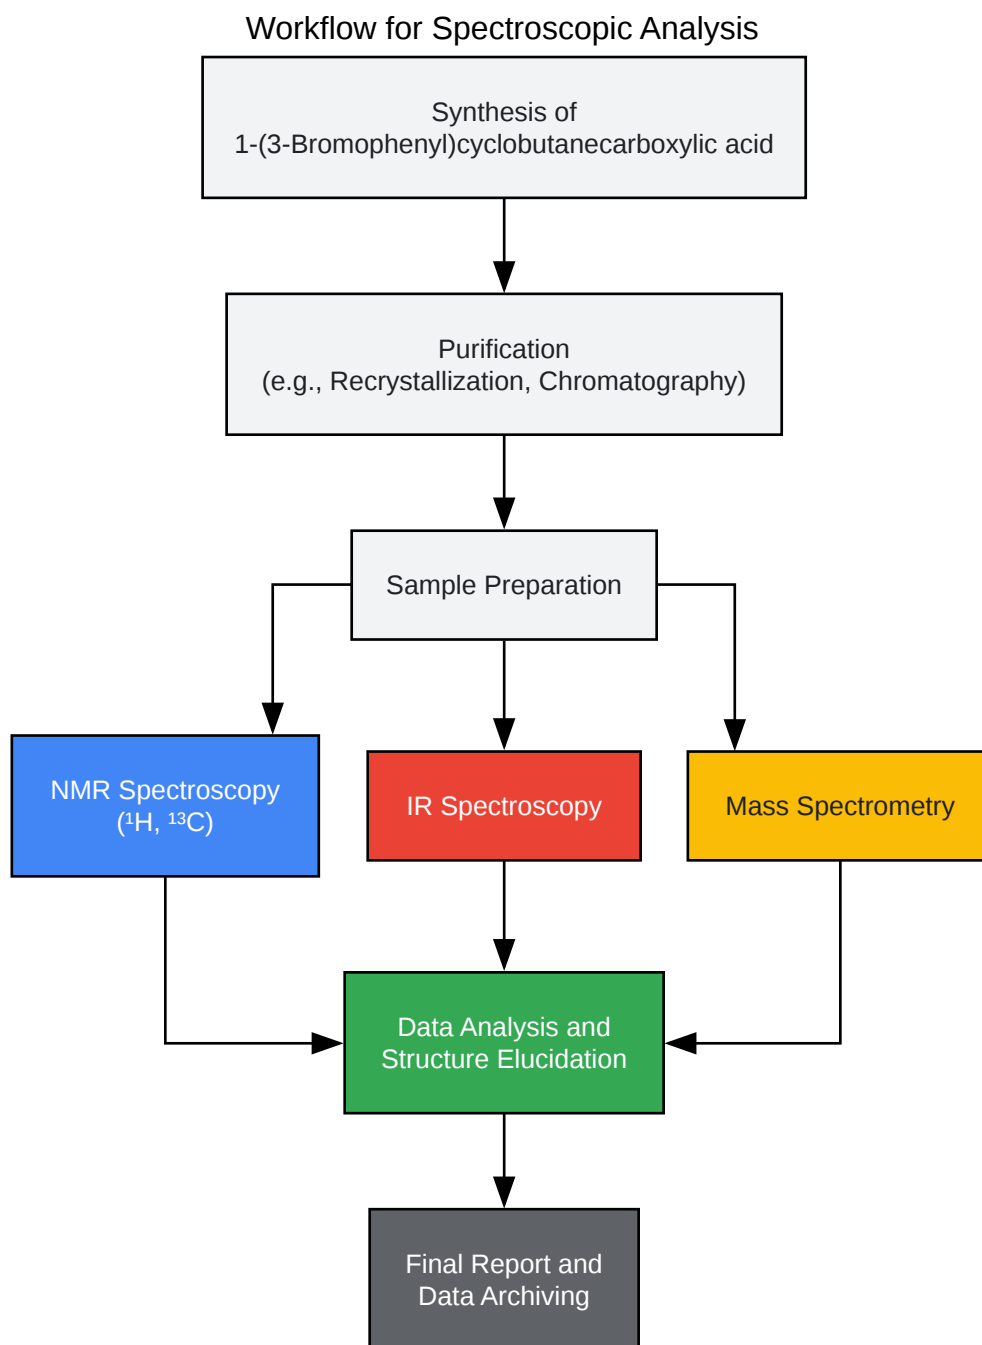 Workflow for Spectroscopic Analysis
Synthesis of
1-(3-Bromophenyl)cyclobutanecarboxylic acid
Purification
(e.g., Recrystallization, Chromatography)
Sample Preparation
NMR Spectroscopy
(¹H, ¹³C)
IR Spectroscopy
Mass Spectrometry
Data Analysis and
Structure Elucidation
Final Report and
Data Archiving